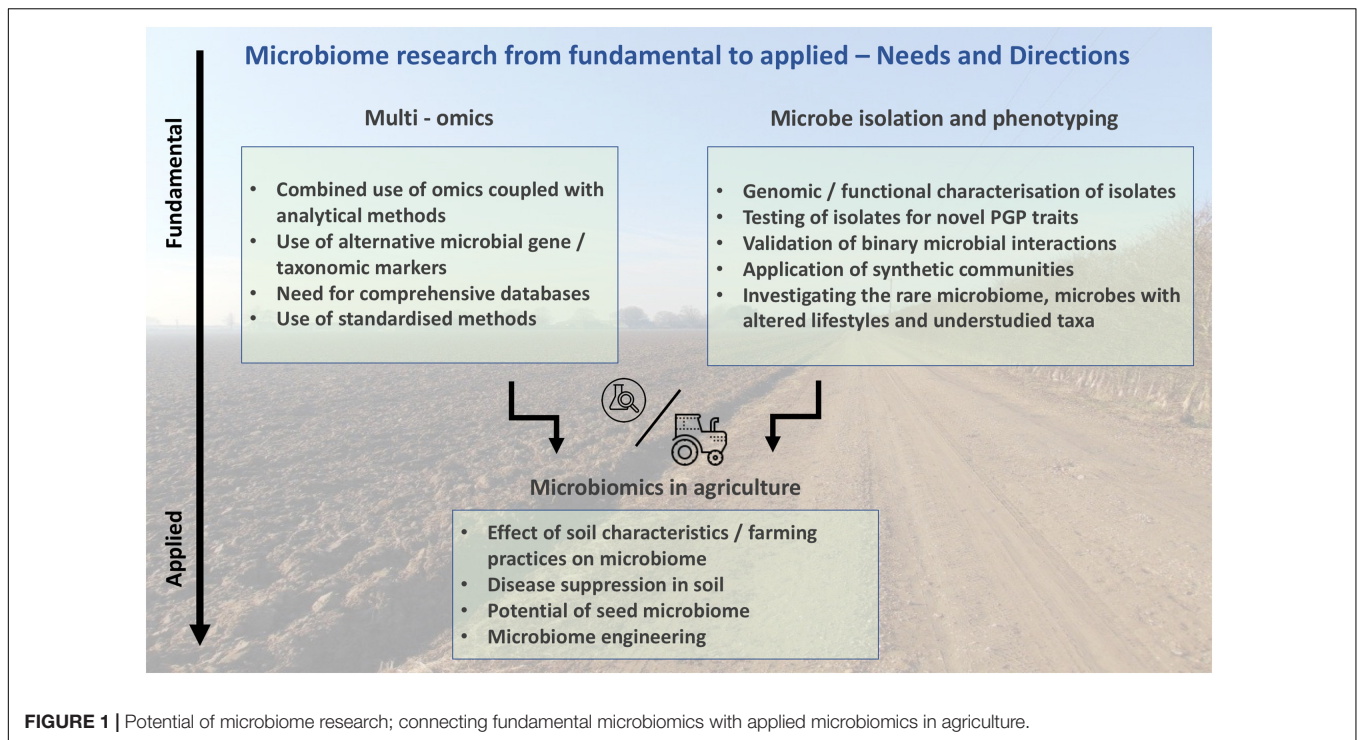 Microbiome research from fundamental to applied – Needs and Directions
Fundamental
Applied
Multi - omics
• Combined use of omics coupled with
analytical methods
• Use of alternative microbial gene /
taxonomic markers
• Need for comprehensive databases
• Use of standardised methods
Microbe isolation and phenotyping
• Genomic / functional characterisation of isolates
• Testing of isolates for novel PGP traits
• Validation of binary microbial interactions
• Application of synthetic communities
• Investigating the rare microbiome, microbes with
altered lifestyles and understudied taxa
Microbiomics in agriculture
• Effect of soil characteristics / farming
practices on microbiome
• Disease suppression in soil
• Potential of seed microbiome
• Microbiome engineering
FIGURE 1 | Potential of microbiome research; connecting fundamental microbiomics with applied microbiomics in agriculture.